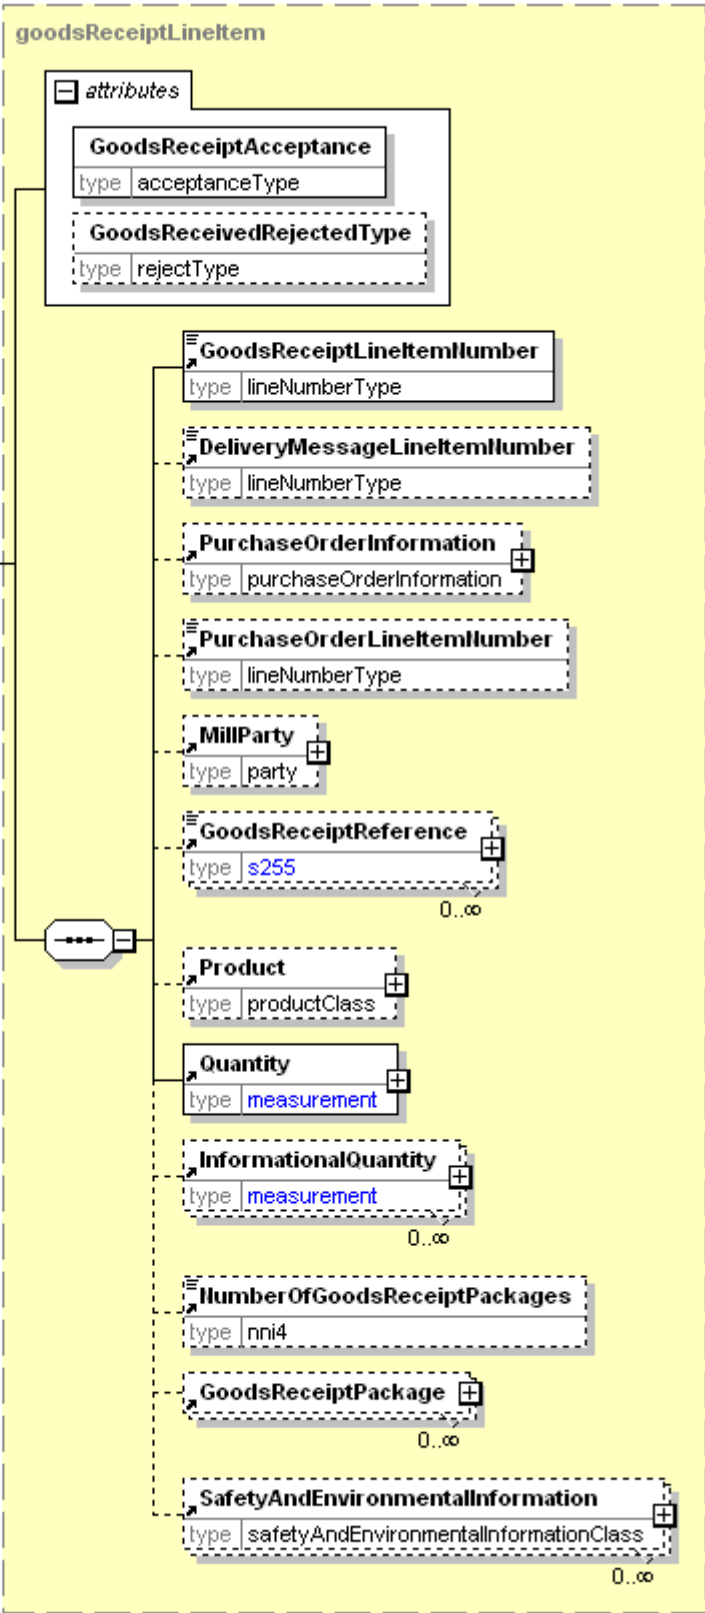 goodsReceiptLineItem
attributes
GoodsReceiptAcceptance
type acceptanceType
GoodsReceivedRejectedType
type rejectType
GoodsReceiptLineItemNumber
type lineNumberType
DeliveryMessageLineItemNumber
type lineNumberType
PurchaseOrderInformation
type purchaseOrderInformation
PurchaseOrderLineItemNumber
type lineNumberType
MillParty
type party
GoodsReceiptReference
type s255
0..∞
Product
type productClass
Quantity
type measurement
InformationalQuantity
type measurement
0..∞
NumberOfGoodsReceiptPackages
type nni4
GoodsReceiptPackage
0..∞
SafetyAndEnvironmentalInformation
type safetyAndEnvironmentalInformationClass
0..∞